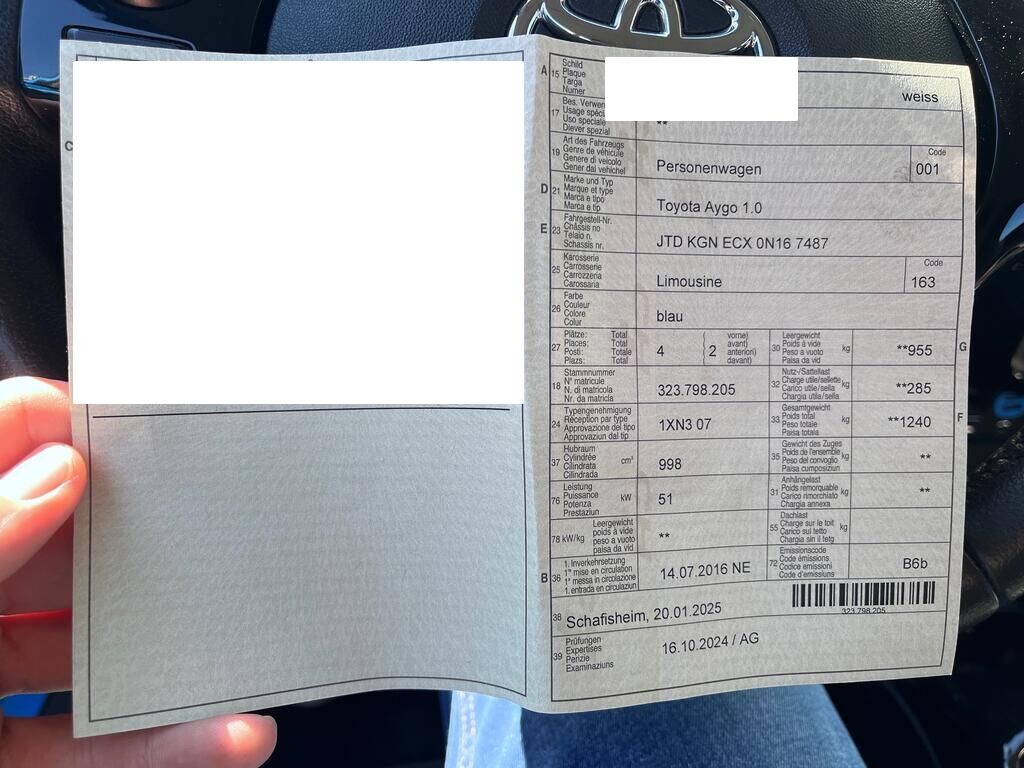 C
A 15 Schild
Plaque
Targa
Numer
weiss
17 Bes. Verwen
Usage spéci
Uso speciale
Diever spezial
**
19 Art des Fahrzeugs
Genre de véhicule
Genere di veicolo
Gener dal vehichel
Personenwagen
Code
001
D 21 Marke und Typ
Marque et type
Marca e tipo
Marca e tip
Toyota Aygo 1.0
E 23 Fahrgestell-Nr.
Châssis no
Telaio n.
Schassis nr.
JTD KGN ECX 0N16 7487
25 Karosserie
Carrosserie
Carrozzeria
Carossaria
Limousine
Code
163
26 Farbe
Couleur
Colore
Colur
blau
27 Plätze: Total
Places: Total
Posti: Totale
Plazs: Total
4 ( 2 vorne)
avant)
anteriori)
davant)
30 Leergewicht
Poids à vide
Peso a vuoto
Paisa da vid
kg **955 G
18 Stammnummer
N° matricule
N. di matricola
Nr. da matricla
323.798.205
32 Nutz-/Sattellast
Charge utile/sellette
Carico utile/sella
Chargia utila/sella
kg **285
24 Typengenehmigung
Réception par type
Approvazione del tipo
Approvaziun dal tip
1XN3 07
33 Gesamtgewicht
Poids total
Peso totale
Paisa totala
kg **1240 F
37 Hubraum
Cylindrée
Cilindrata
Cilindrada
cm³ 998
35 Gewicht des Zuges
Poids de l'ensemble
Peso del convoglio
Paisa cumposiziun
kg **
76 Leistung
Puissance
Potenza
Prestaziun
kW 51
31 Anhängelast
Poids remorquable
Carico rimorchiato
Chargia annexa
kg **
78 kW/kg Leergewicht
poids à vide
peso a vuoto
paisa da vid
**
55 Dachlast
Charge sur le toit
Carico sul tetto
Chargia sin il tetg
kg
B 36 1. Inverkehrsetzung
1re mise en circulation
1a messa in circolazione
1. entrada en circulaziun
14.07.2016 NE
72 Emissionscode
Code émissions
Codice emissioni
Code d'emissiuns
B6b
38 Schafisheim, 20.01.2025
323.798.205
39 Prüfungen
Expertises
Perizie
Examinaziuns
16.10.2024 / AG